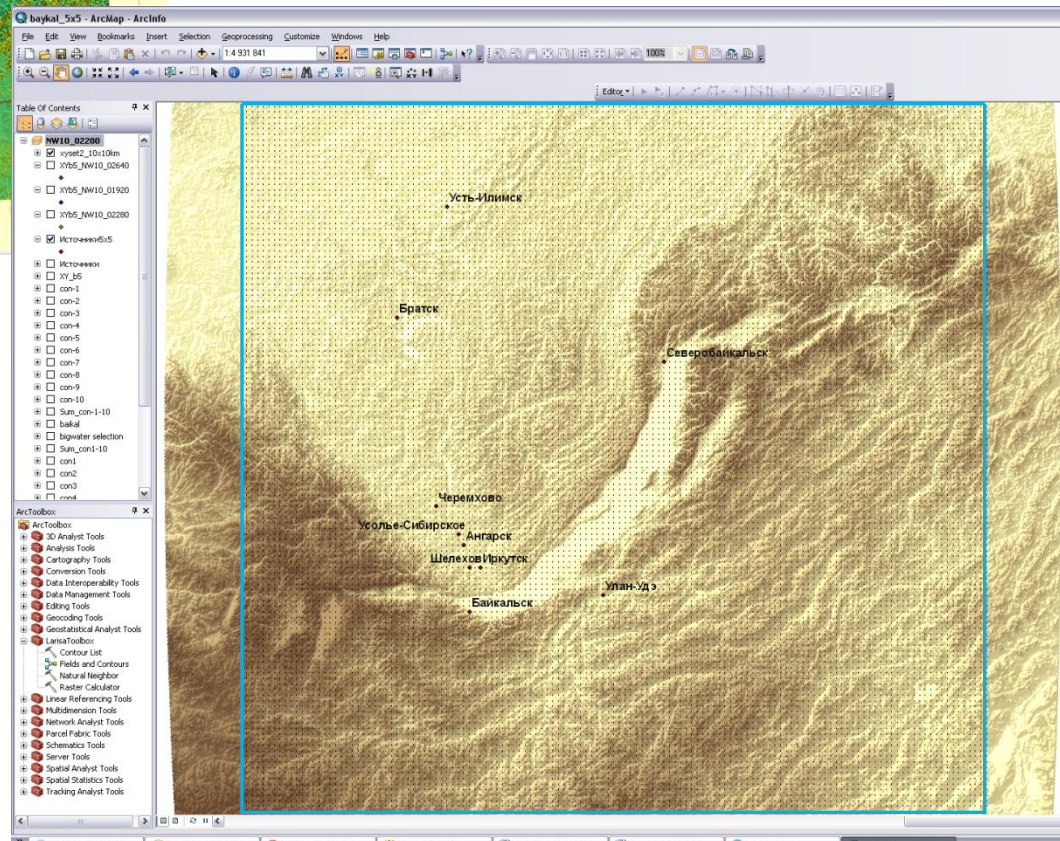 baykal_5x5 - ArcMap - ArcInfo
File Edit View Bookmarks Insert Selection Geoprocessing Customize Windows Help
1:4 931 841
100%
Editor
Table Of Contents
NW10_02280
xyset2_10x10km
XYb5_NW10_02640
XYb5_NW10_01920
XYb5_NW10_02280
Источники5x5
Источники
XY_b5
con-1
con-2
con-3
con-4
con-5
con-6
con-7
con-8
con-9
con-10
Sum_con-1-10
baikal
bigwater selection
Sum_con1-10
con1
con2
con3
con4
ArcToolbox
ArcToolbox
3D Analyst Tools
Analysis Tools
Cartography Tools
Conversion Tools
Data Interoperability Tools
Data Management Tools
Editing Tools
Geocoding Tools
Geostatistical Analyst Tools
LarisaToolbox
Contour List
Fields and Contours
Natural Neighbor
Raster Calculator
Linear Referencing Tools
Multidimension Tools
Network Analyst Tools
Parcel Fabric Tools
Schematics Tools
Server Tools
Spatial Analyst Tools
Spatial Statistics Tools
Tracking Analyst Tools
Усть-Илимск
Братск
Северобайкальск
Черемхово
Усолье-Сибирское
Ангарск
Шелехов Иркутск
Улан-Удэ
Байкальск